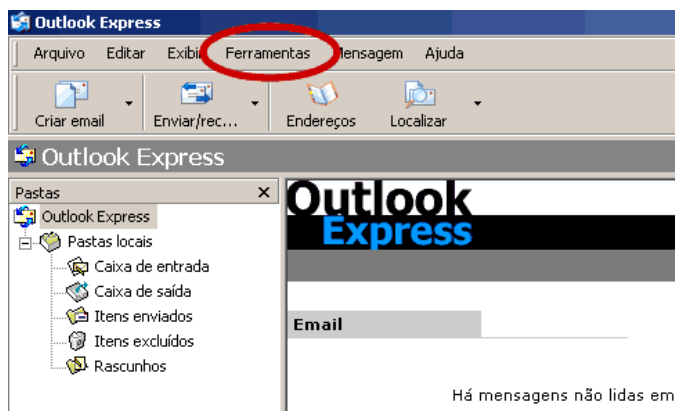 Outlook Express
Arquivo Editar Exibir Ferramentas Mensagem Ajuda
Criar email Enviar/rec... Endereços Localizar
Outlook Express
Pastas
Outlook Express
Pastas locais
Caixa de entrada
Caixa de saída
Itens enviados
Itens excluídos
Rascunhos
Outlook
Express
Email
Há mensagens não lidas em